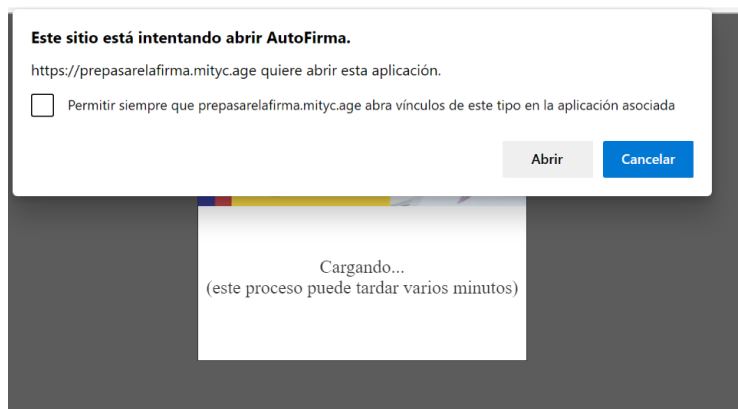 Este sitio está intentando abrir AutoFirma.
https://prepasarelafirma.mityc.age quiere abrir esta aplicación.
Permitir siempre que prepasarelafirma.mityc.age abra vínculos de este tipo en la aplicación asociada
Abrir
Cancelar
Cargando...
(este proceso puede tardar varios minutos)